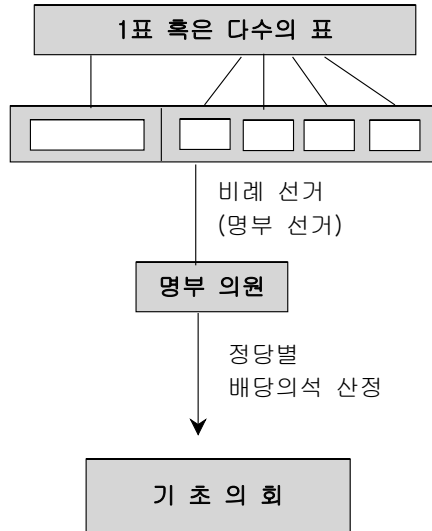 1표 혹은 다수의 표
비례 선거
(명부 선거)
명부 의원
정당별
배당의석 산정
기 초 의 회